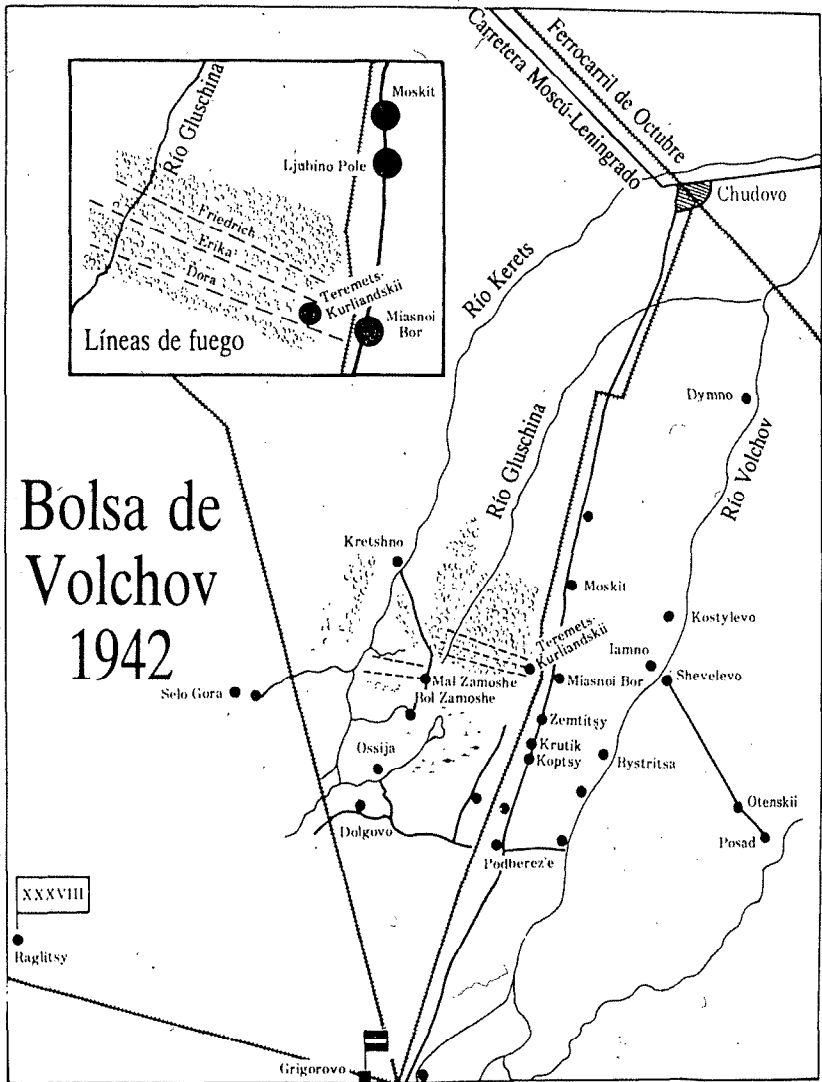 Ferrocarril de Octubre
Carretera Moscú-Leningrado
Río Gluschina
Moskit
Ljubino Pole
Friedrich
Erika
Dora
Teremets-
Kurliandskii
Miasnoi
Bor
Líneas de fuego
Chudovo
Río Kerets
Dymno
Río Gluschina
Río Volchov
Bolsa de
Volchov
1942
Kretshno
Moskit
Kostylevo
Teremets-
Kurliandskii
Iamno
Selo Gora
Mal Zamoshe
Miasnoi Bor
Shevelevo
Bol Zamoshe
Zemtitsy
Ossija
Krutik
Koptsy
Bystritsa
Dolgovo
Otenskii
Podberez'e
Posad
XXXVIII
Raglitsy
Grigorovo